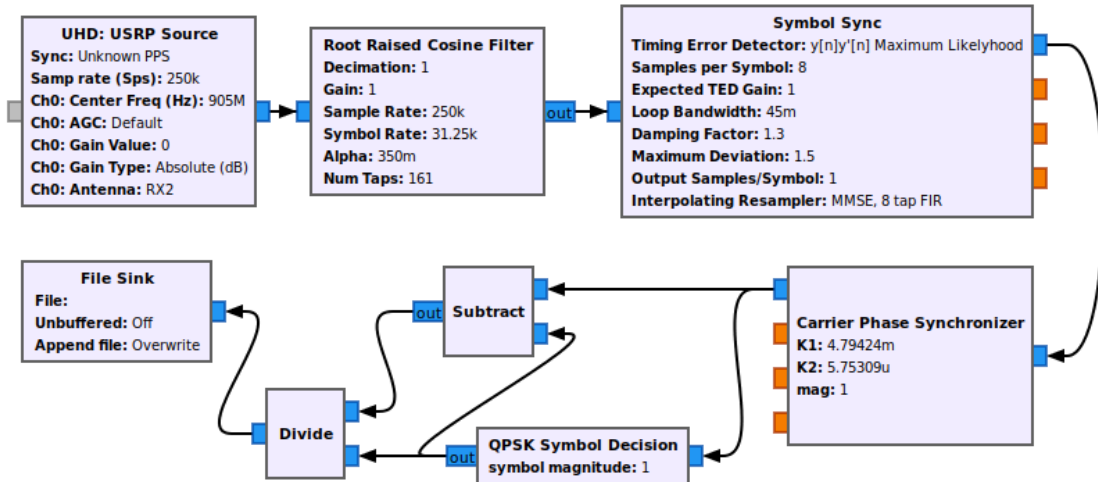 UHD: USRP Source
Sync: Unknown PPS
Samp rate (Sps): 250k
Ch0: Center Freq (Hz): 905M
Ch0: AGC: Default
Ch0: Gain Value: 0
Ch0: Gain Type: Absolute (dB)
Ch0: Antenna: RX2
Root Raised Cosine Filter
Decimation: 1
Gain: 1
Sample Rate: 250k
Symbol Rate: 31.25k
Alpha: 350m
Num Taps: 161
out
Symbol Sync
Timing Error Detector: y[n]y'[n] Maximum Likelyhood
Samples per Symbol: 8
Expected TED Gain: 1
Loop Bandwidth: 45m
Damping Factor: 1.3
Maximum Deviation: 1.5
Output Samples/Symbol: 1
Interpolating Resampler: MMSE, 8 tap FIR
File Sink
File:
Unbuffered: Off
Append file: Overwrite
out
Subtract
Carrier Phase Synchronizer
K1: 4.79424m
K2: 5.75309u
mag: 1
Divide
out
QPSK Symbol Decision
symbol magnitude: 1